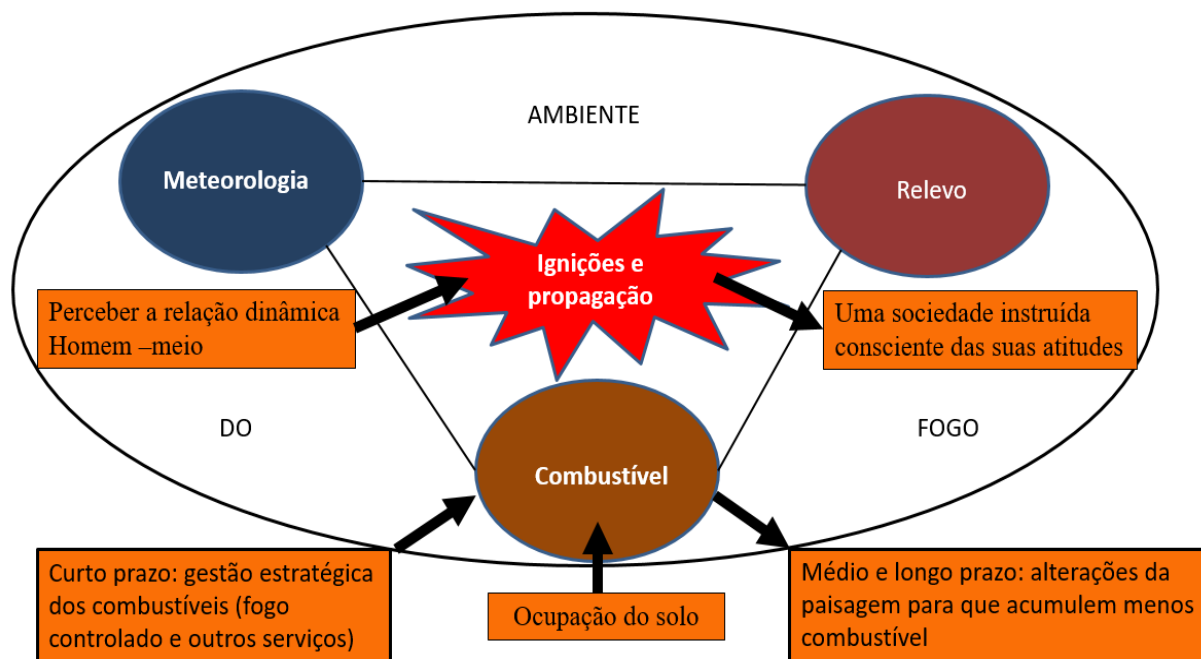 AMBIENTE
Meteorologia
Relevo
Ignições e
propagação
Perceber a relação dinâmica
Homem –meio
Uma sociedade instruída
consciente das suas atitudes
DO
FOGO
Combustível
Curto prazo: gestão estratégica
dos combustíveis (fogo
controlado e outros serviços)
Ocupação do solo
Médio e longo prazo: alterações da
paisagem para que acumulem menos
combustível